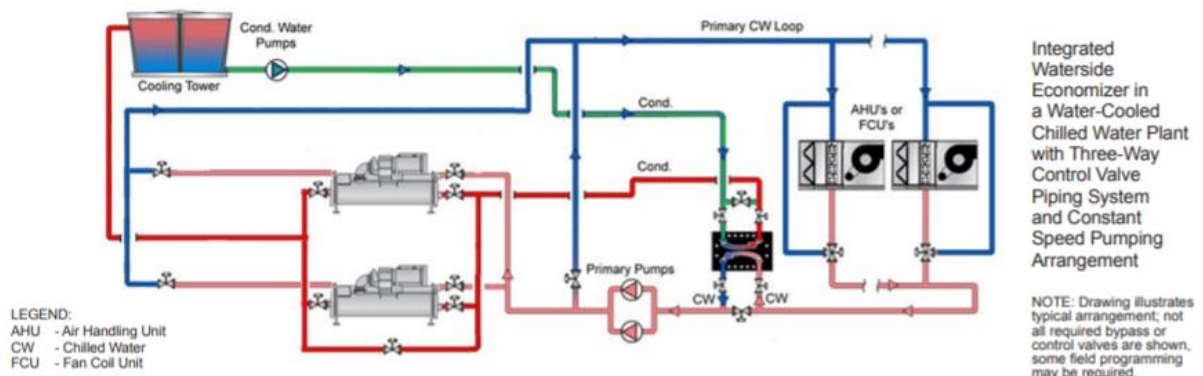 Cond. Water
Pumps
Cooling Tower
Primary CW Loop
Cond.
AHU's or
FCU's
Cond.
Primary Pumps
CW
CW
LEGEND:
AHU - Air Handling Unit
CW - Chilled Water
FCU - Fan Coil Unit
Integrated
Waterside
Economizer in
a Water-Cooled
Chilled Water Plant
with Three-Way
Control Valve
Piping System
and Constant
Speed Pumping
Arrangement
NOTE: Drawing illustrates
typical arrangement; not
all required bypass or
control valves are shown,
some field programming
may be required.